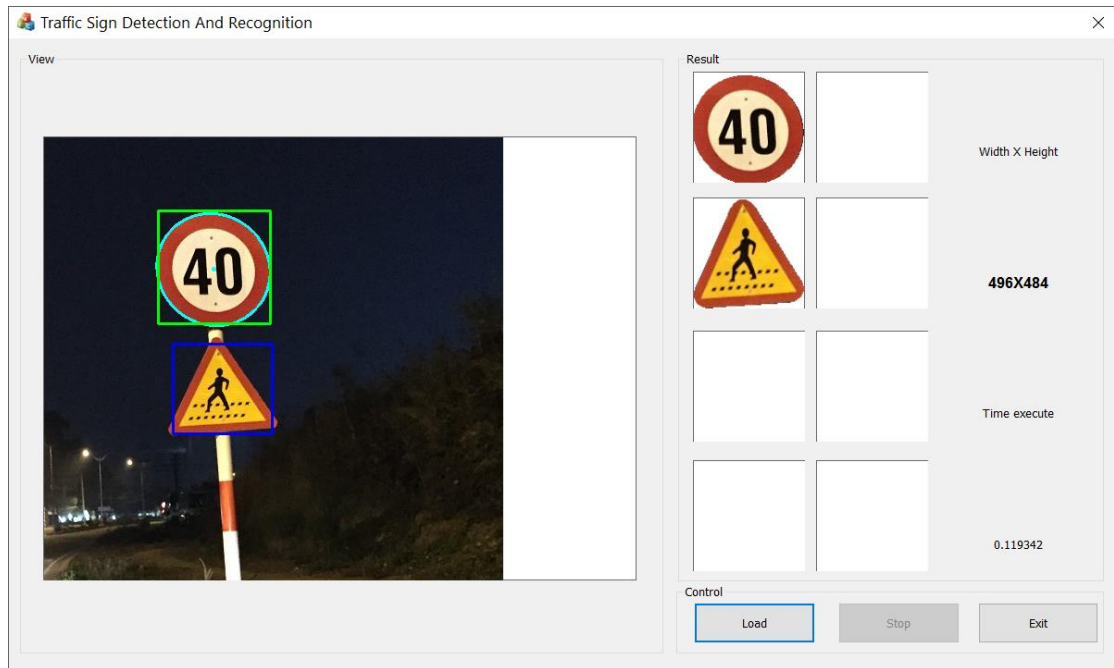 Traffic Sign Detection And Recognition
View
40
Result
40
Width X Height
496X484
Time execute
0.119342
Control
Load
Stop
Exit